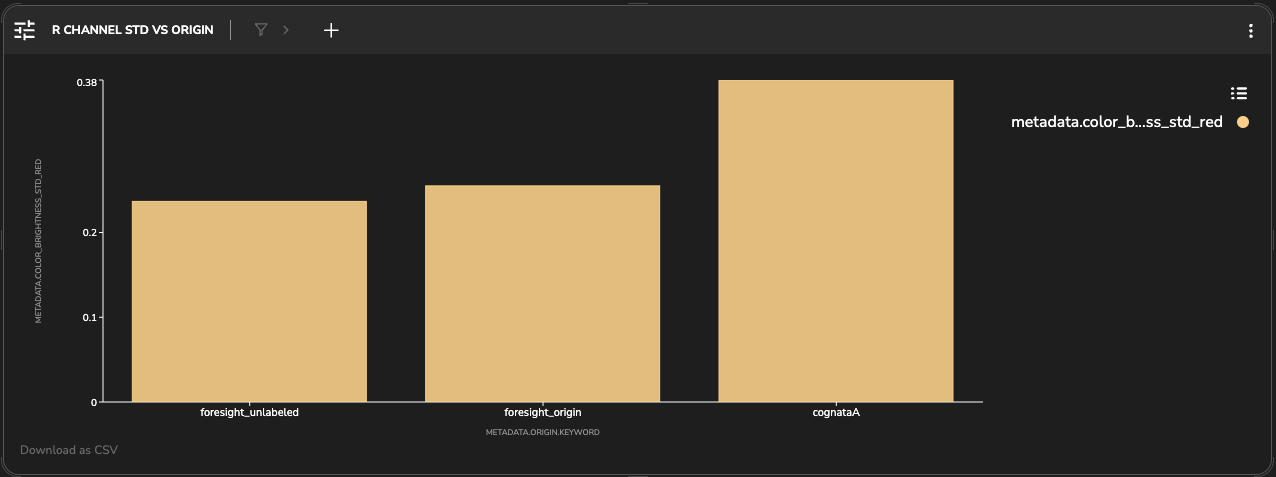 R CHANNEL STD VS ORIGIN
0.38
0.2
0.1
0
METADATA.COLOR_BRIGHTNESS_STD_RED
metadata.color_b...ss_std_red
foresight_unlabeled
foresight_origin
cognataA
METADATA.ORIGIN.KEYWORD
Download as CSV